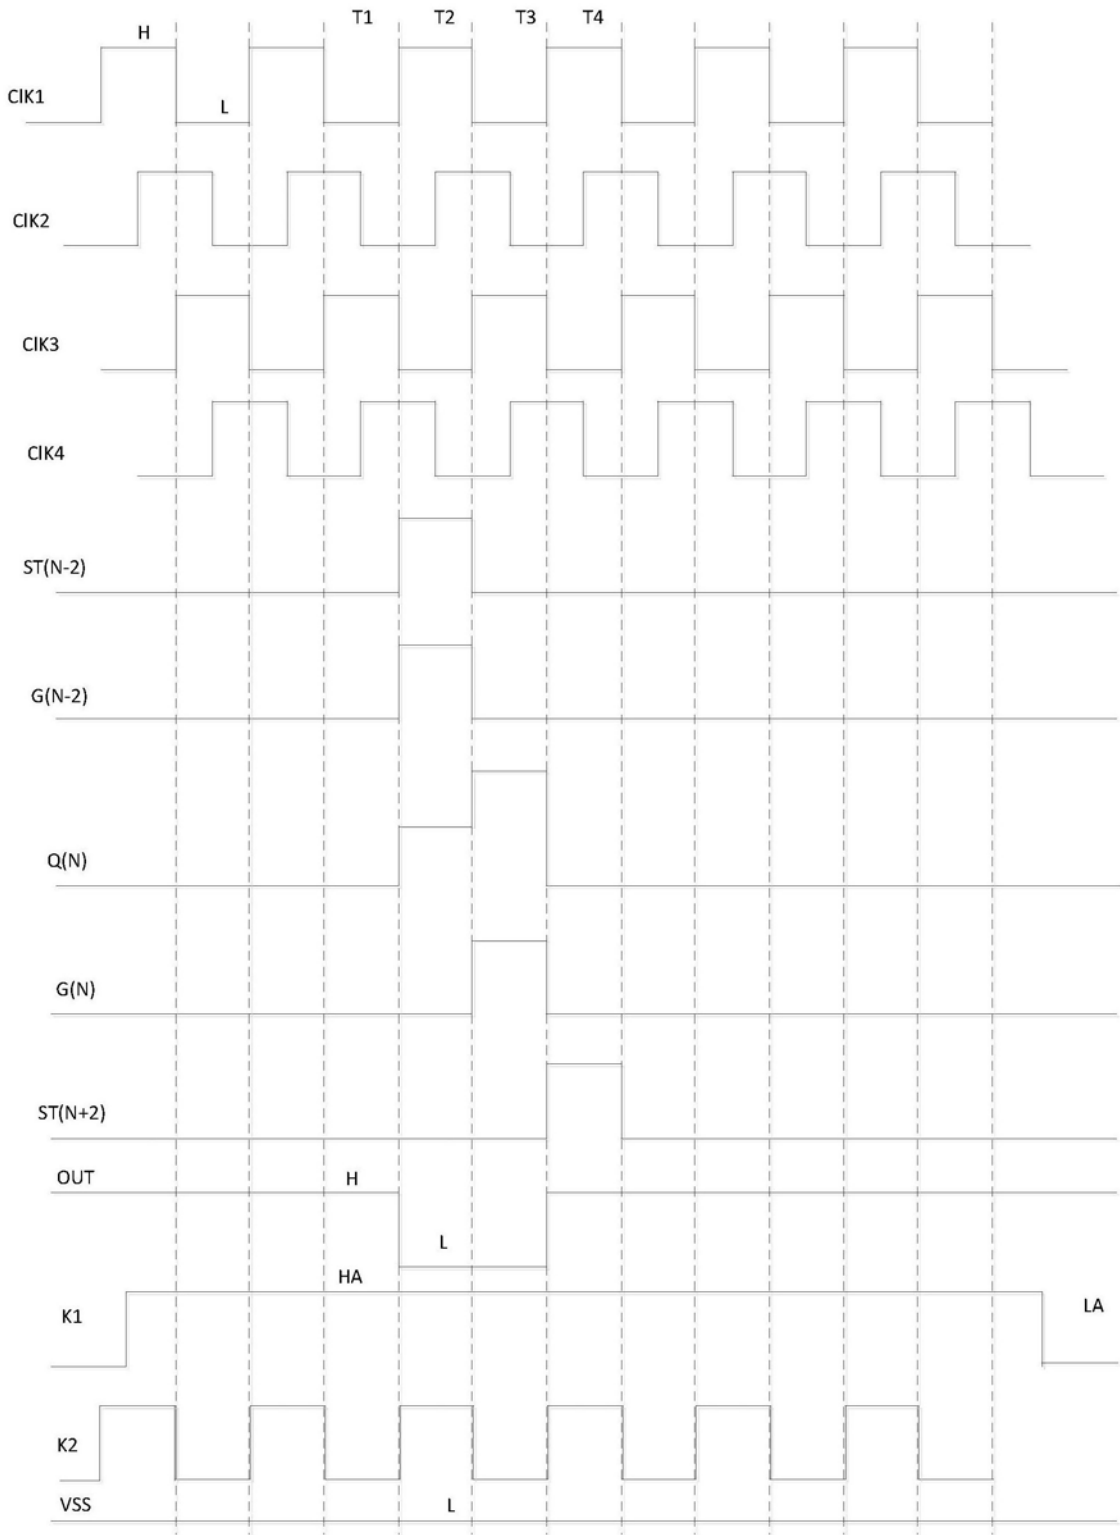 T1 T2 T3 T4
H
ClK1
L
ClK2
ClK3
ClK4
ST(N-2)
G(N-2)
Q(N)
G(N)
ST(N+2)
OUT
H
L
HA
K1
LA
K2
VSS
L